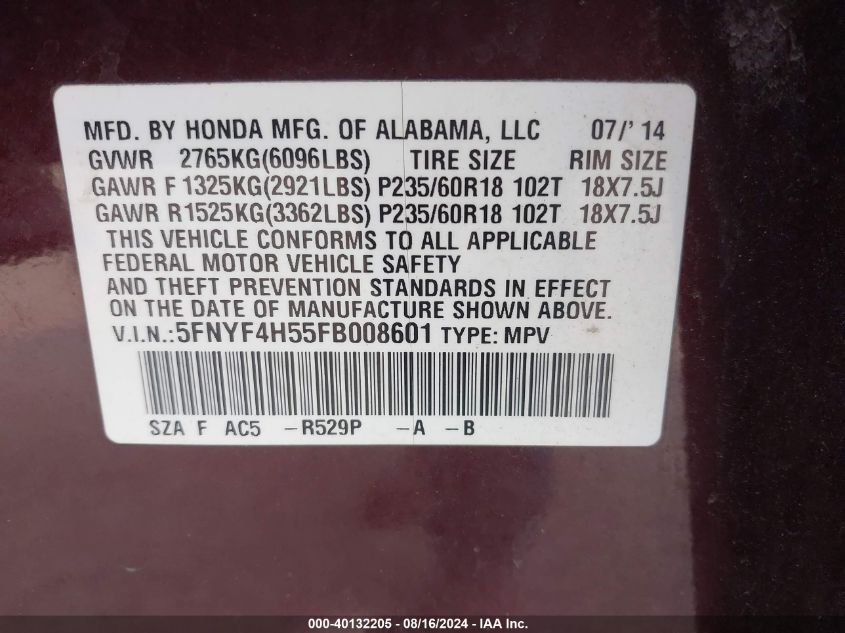 MFD. BY HONDA MFG. OF ALABAMA, LLC 07/'14
GVWR 2765KG(6096LBS) TIRE SIZE RIM SIZE
GAWR F 1325KG(2921LBS) P235/60R18 102T 18X7.5J
GAWR R1525KG(3362LBS) P235/60R18 102T 18X7.5J
THIS VEHICLE CONFORMS TO ALL APPLICABLE
FEDERAL MOTOR VEHICLE SAFETY
AND THEFT PREVENTION STANDARDS IN EFFECT
ON THE DATE OF MANUFACTURE SHOWN ABOVE.
V.I.N.:5FNYF4H55FB008601 TYPE: MPV
SZA F AC5 -R529P -A -B
000-40132205 - 08/16/2024 - IAA, Inc.